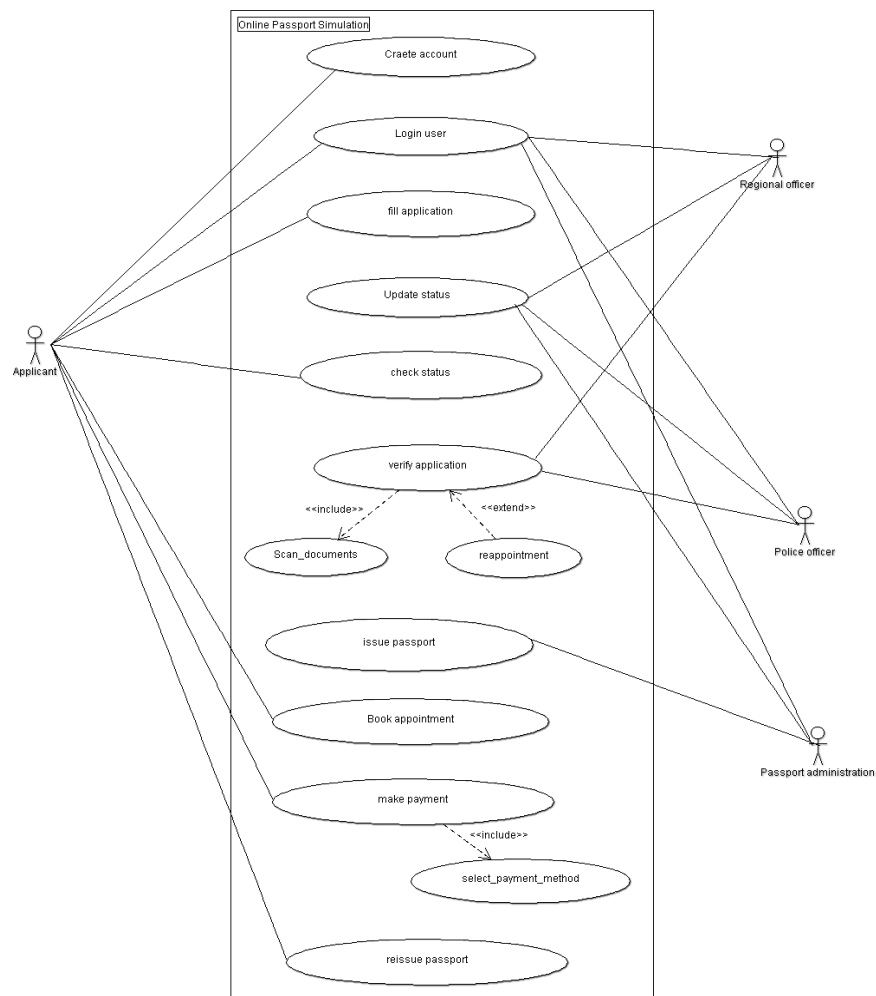 Online Passport Simulation
Craete account
Login user
Regional officer
fill application
Update status
Applicant
check status
verify application
<<include>>
<<extend>>
Scan_documents
reappointment
Police officer
issue passport
Book appointment
Passport administration
make payment
<<include>>
select_payment_method
reissue passport